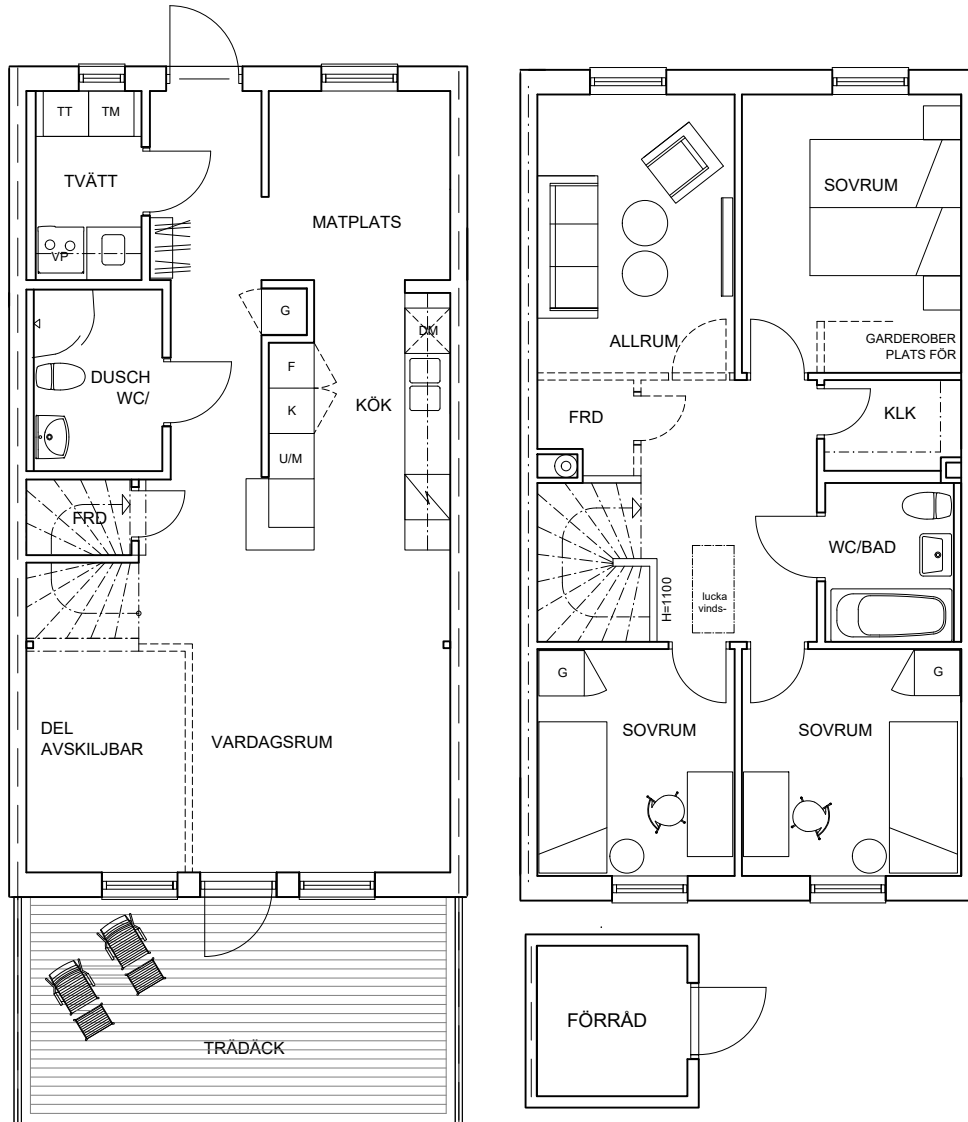 TT
TM
TVÄTT
VP
MATPLATS
G
DM
F
K
U/M
KÖK
DUSCH
WC/
FRD
DEL
AVSKILJBAR
VARDAGSRUM
TRÄDÄCK
SOVRUM
ALLRUM
GARDEROBER
PLATS FÖR
FRD
KLK
WC/BAD
H=1100
lucka
vinds-
G
G
SOVRUM
SOVRUM
FÖRRÅD